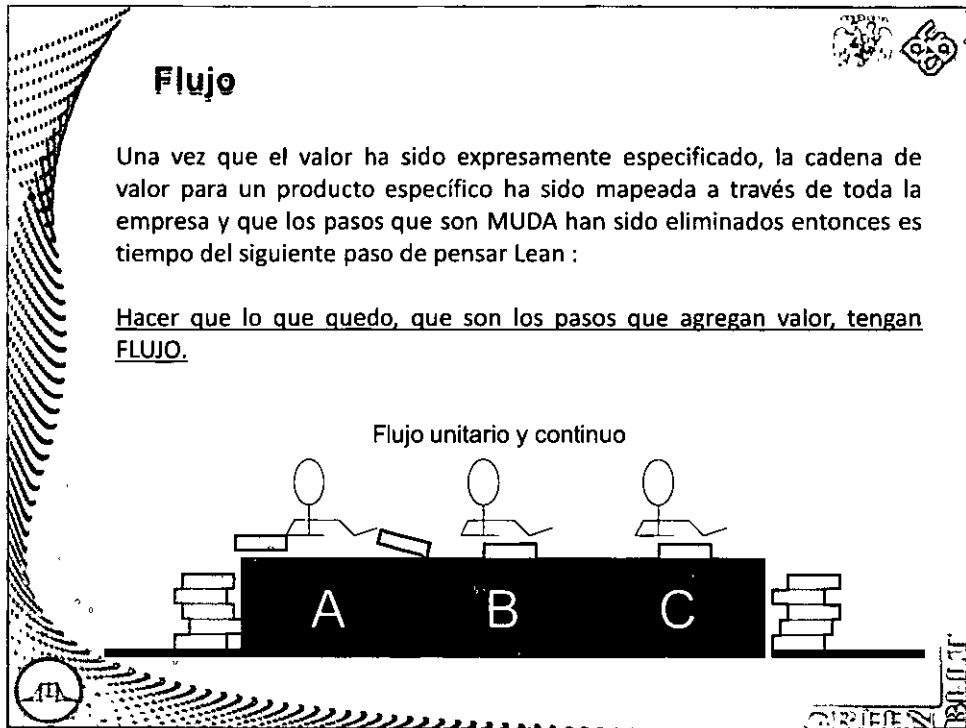 Flujo
Una vez que el valor ha sido expresamente especificado, la cadena de
valor para un producto específico ha sido mapeada a través de toda la
empresa y que los pasos que son MUDA han sido eliminados entonces es
tiempo del siguiente paso de pensar Lean :
Hacer que lo que quedo, que son los pasos que agregan valor, tengan
FLUJO.
Flujo unitario y continuo
A B C
GREEN
BELT